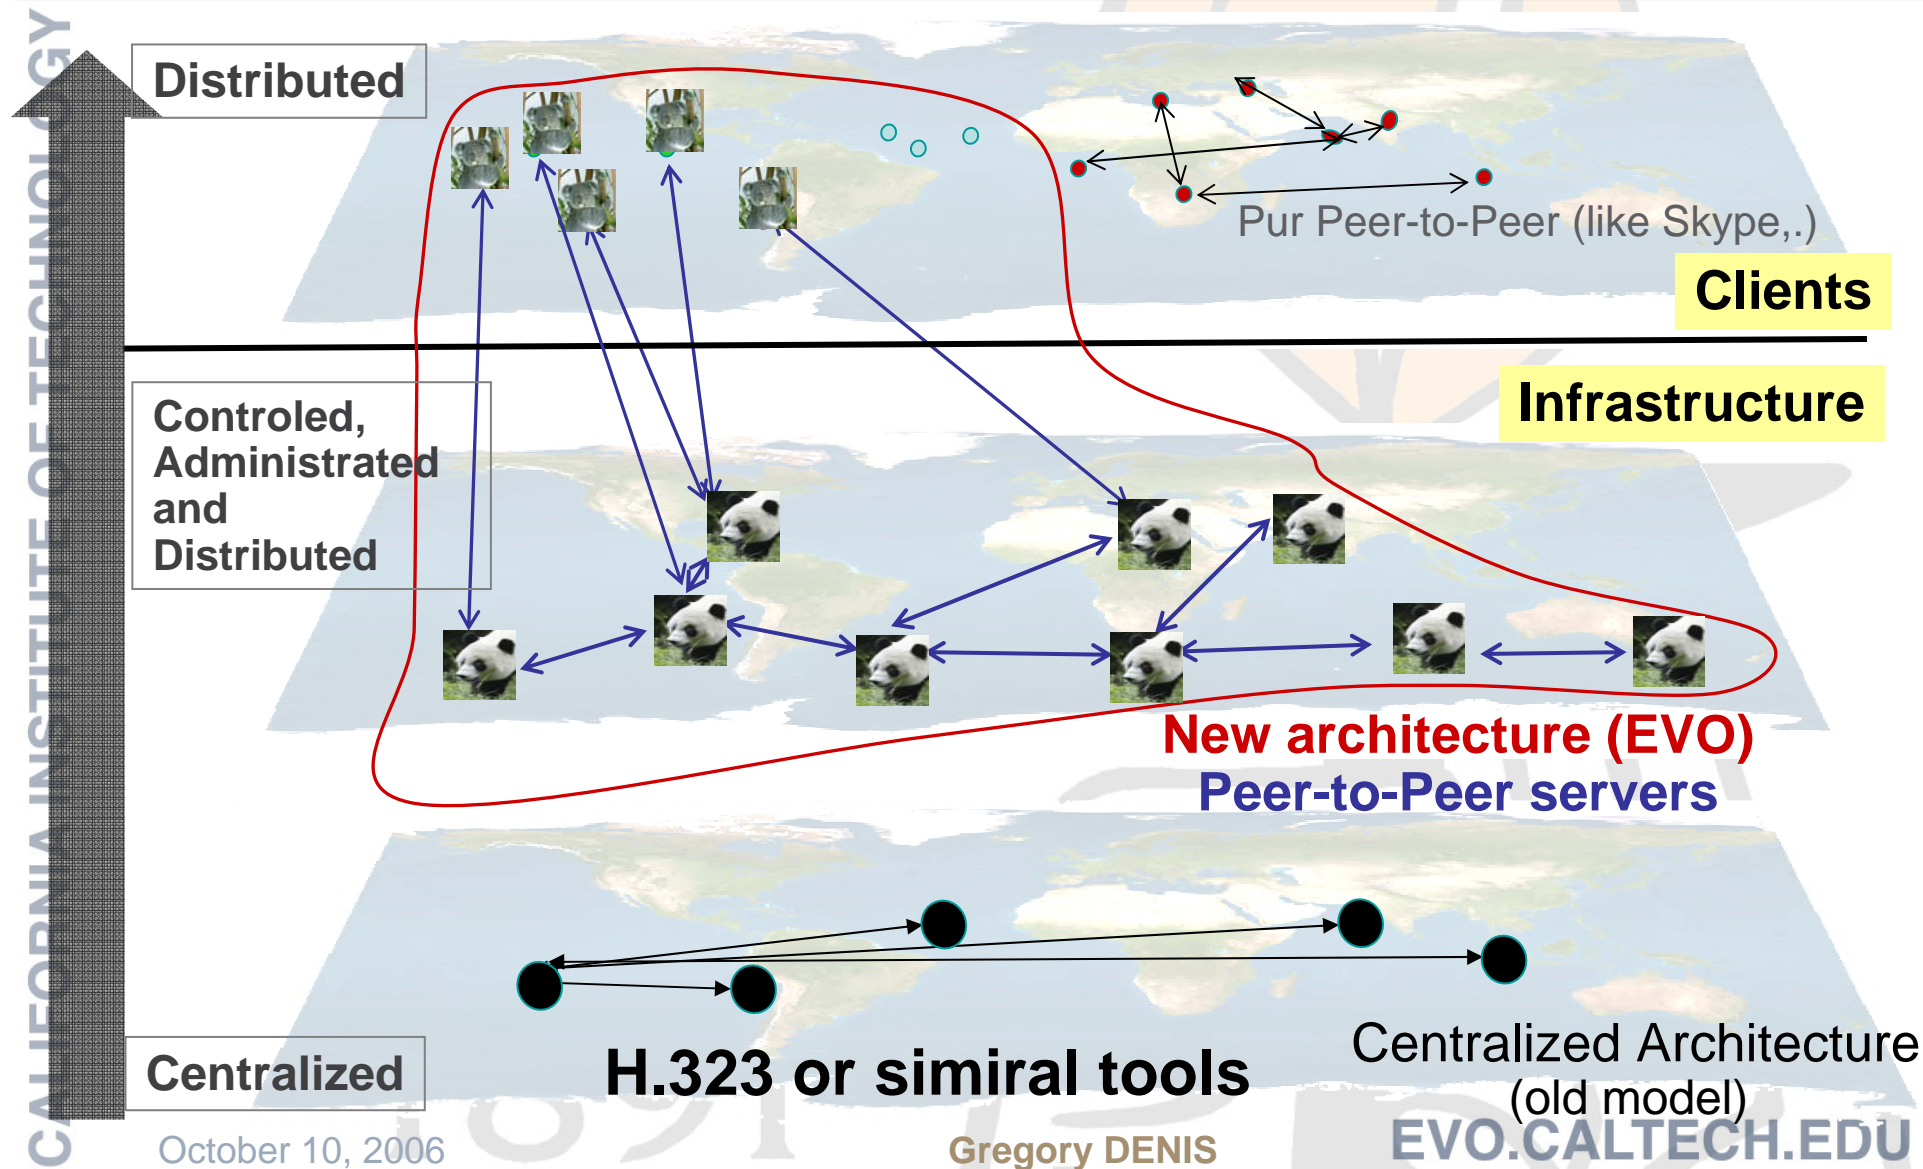 CALIFORNIA INSTITUTE OF TECHNOLOGY
Distributed
Pur Peer-to-Peer (like Skype,.)
Clients
Infrastructure
Controled,
Administrated
and
Distributed
New architecture (EVO)
Peer-to-Peer servers
Centralized
H.323 or simiral tools
Centralized Architecture
(old model)
October 10, 2006
Gregory DENIS
EVO.CALTECH.EDU